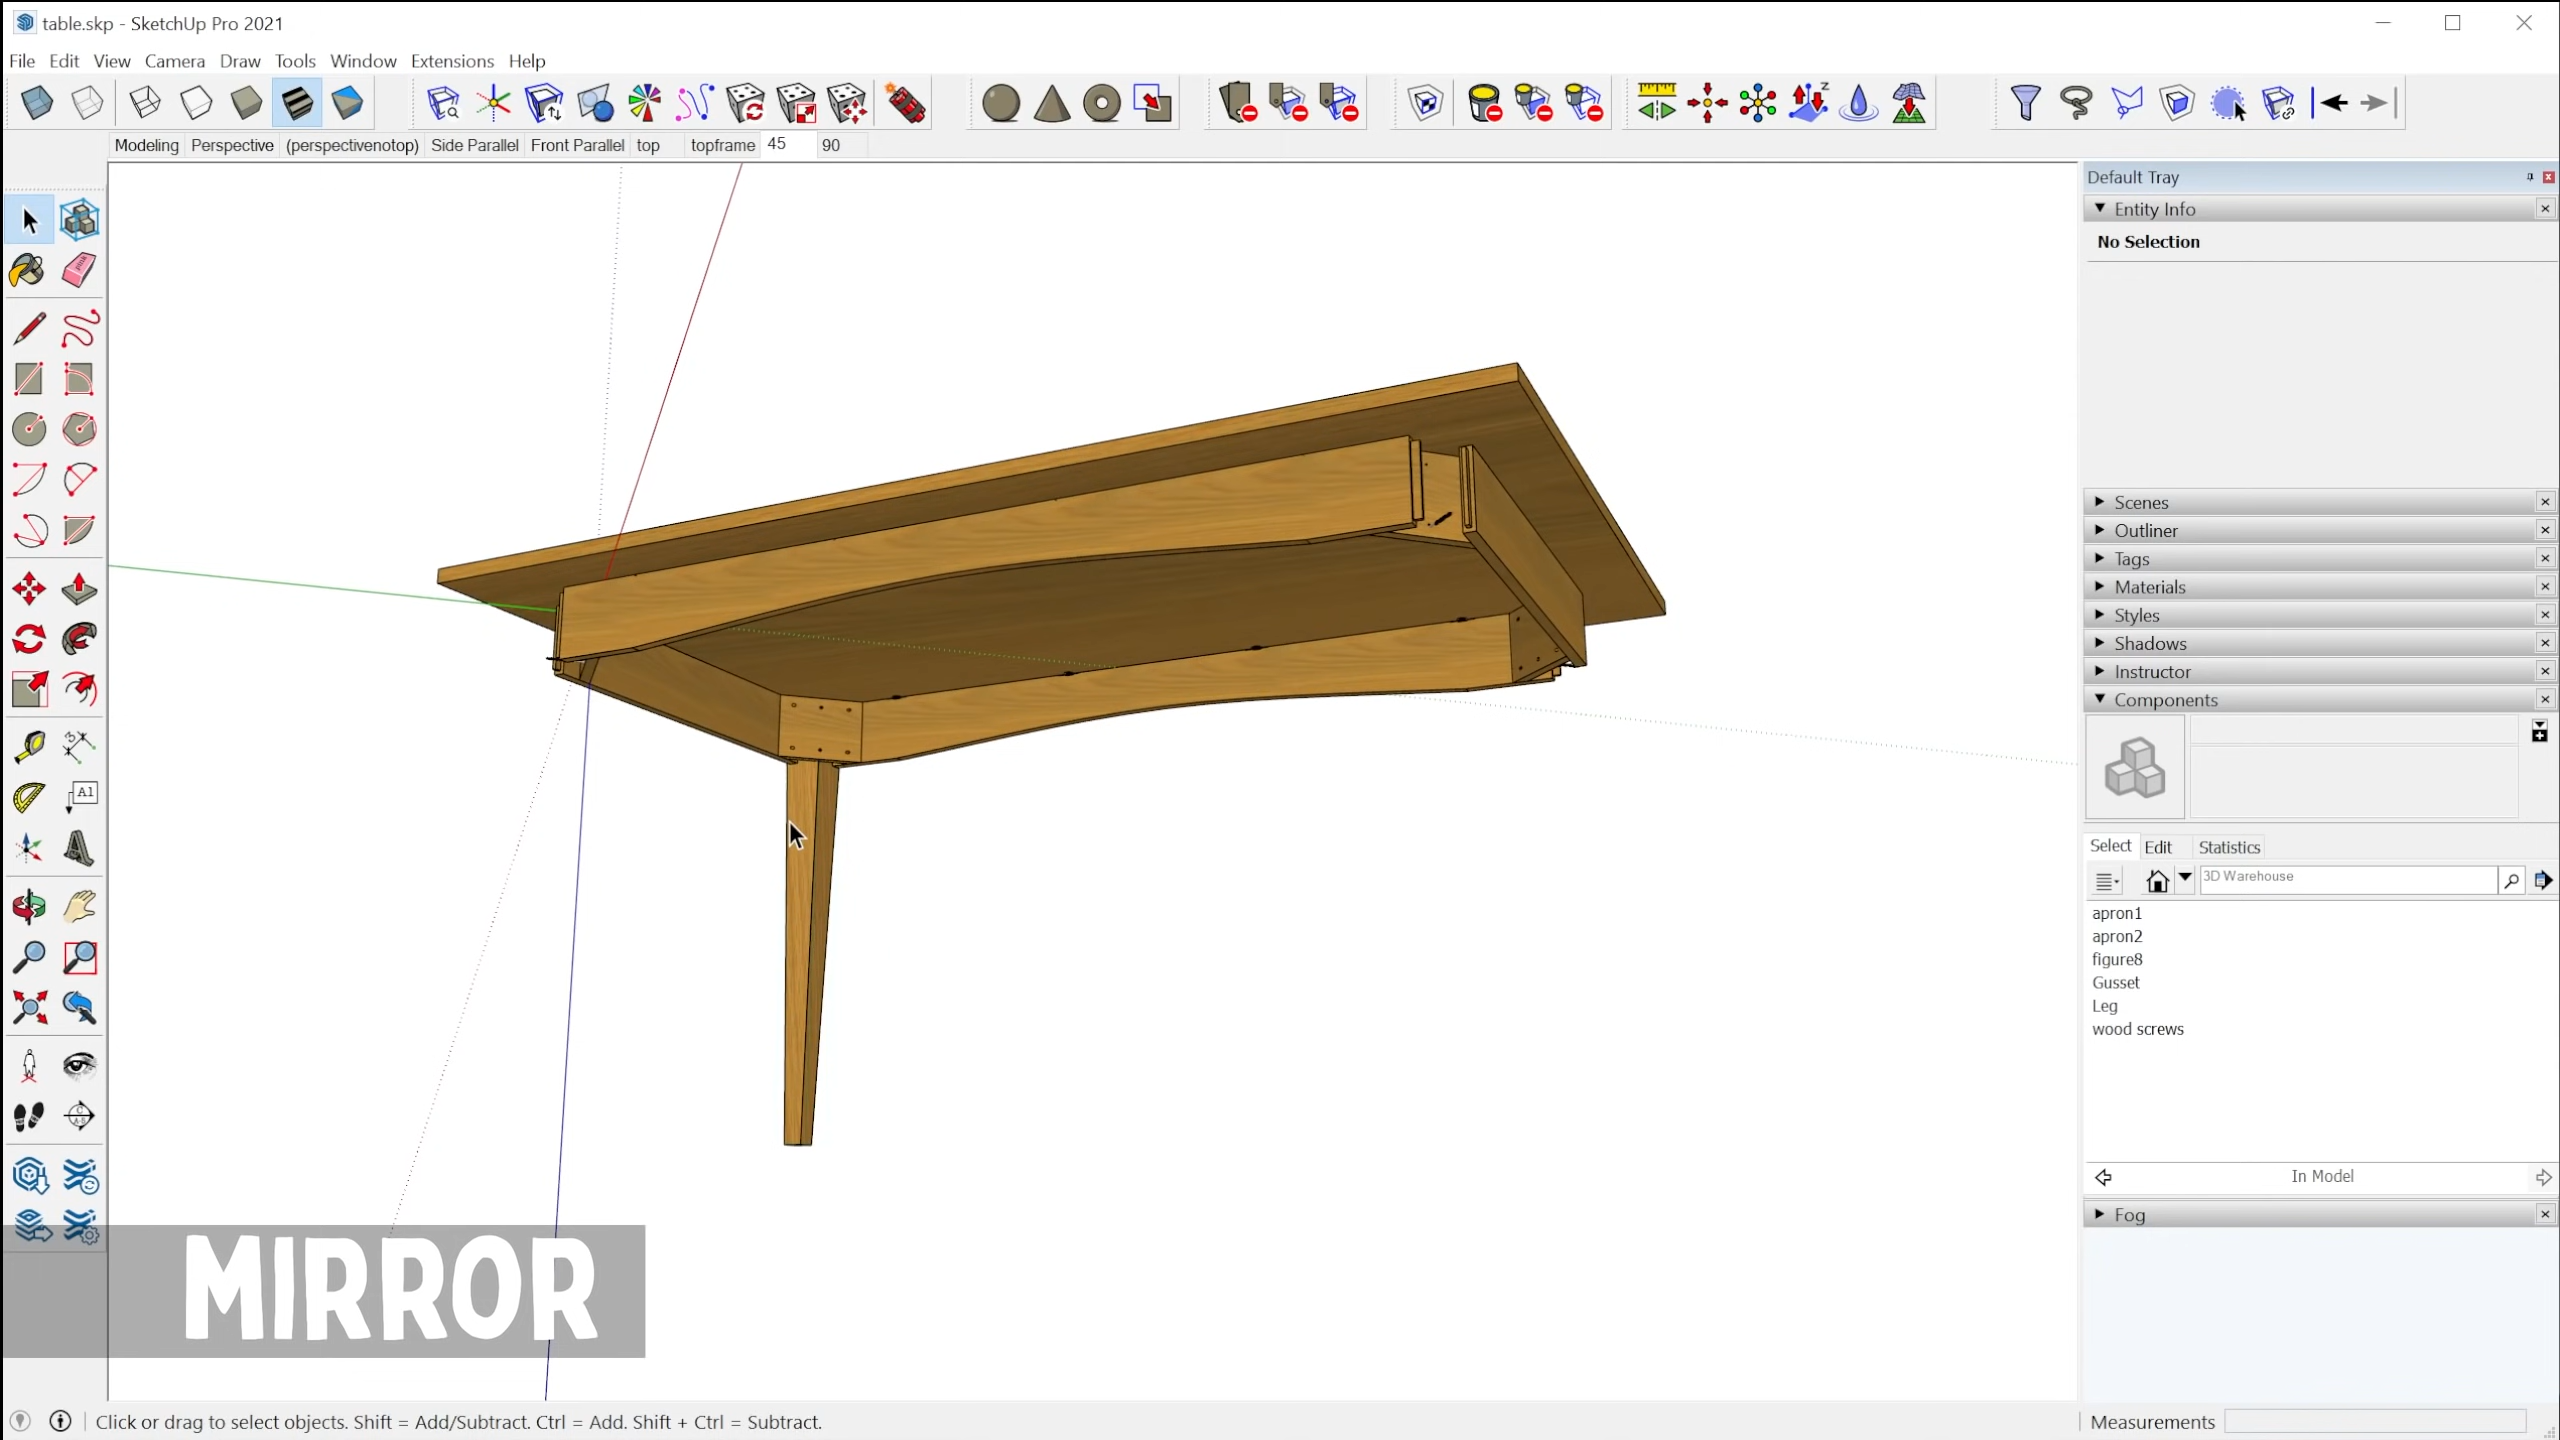 table.skp - SketchUp Pro 2021
File Edit View Camera Draw Tools Window Extensions Help
Modeling Perspective (perspectivenotop) Side Parallel Front Parallel top topframe 45 90
Default Tray
Entity Info
No Selection
Scenes
Outliner
Tags
Materials
Styles
Shadows
Instructor
Components
A1
Select Edit Statistics
3D Warehouse
apron1
apron2
figure8
Gusset
Leg
wood screws
In Model
Fog
MIRROR
Click or drag to select objects. Shift = Add/Subtract. Ctrl = Add. Shift + Ctrl = Subtract.
Measurements